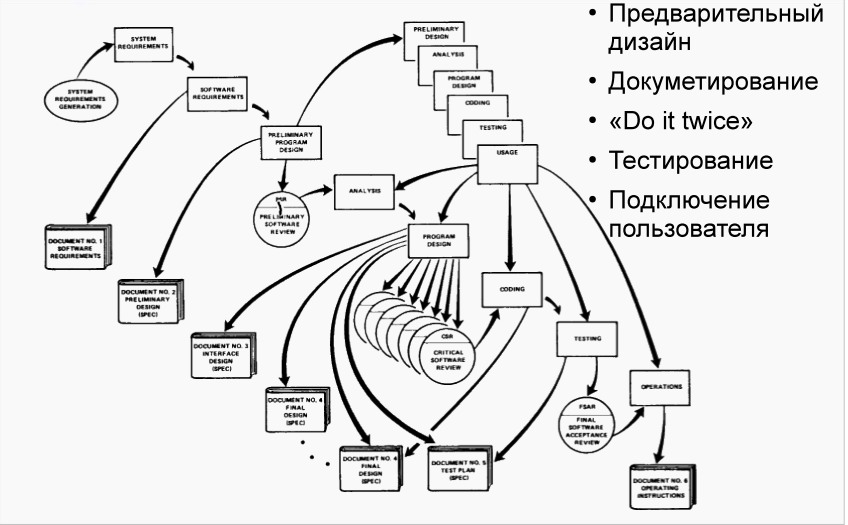 SYSTEM
REQUIREMENTS
SYSTEM
REQUIREMENTS
GENERATION
SOFTWARE
REQUIREMENTS
PRELIMINARY
PROGRAM
DESIGN
PRELIMINARY
DESIGN
ANALYSIS
PROGRAM
DESIGN
CODING
TESTING
USAGE
• Предварительный
дизайн
• Докуметирование
• «Do it twice»
• Тестирование
• Подключение
пользователя
PRELIMINARY
SOFTWARE
REVIEW
ANALYSIS
PROGRAM
DESIGN
DOCUMENT NO. 1
SOFTWARE
REQUIREMENTS
DOCUMENT NO. 2
PRELIMINARY
DESIGN
(SPEC)
DOCUMENT NO. 3
INTERFACE
DESIGN
(SPEC)
DOCUMENT NO. 4
FINAL
DESIGN
(SPEC)
DOCUMENT NO. 4
FINAL
DESIGN
(SPEC)
DOCUMENT NO. 5
TEST PLAN
(SPEC)
CSR
CRITICAL
SOFTWARE
REVIEW
CODING
TESTING
OPERATIONS
FSAR
FINAL
SOFTWARE
ACCEPTANCE
REVIEW
DOCUMENT NO. 6
OPERATING
INSTRUCTIONS